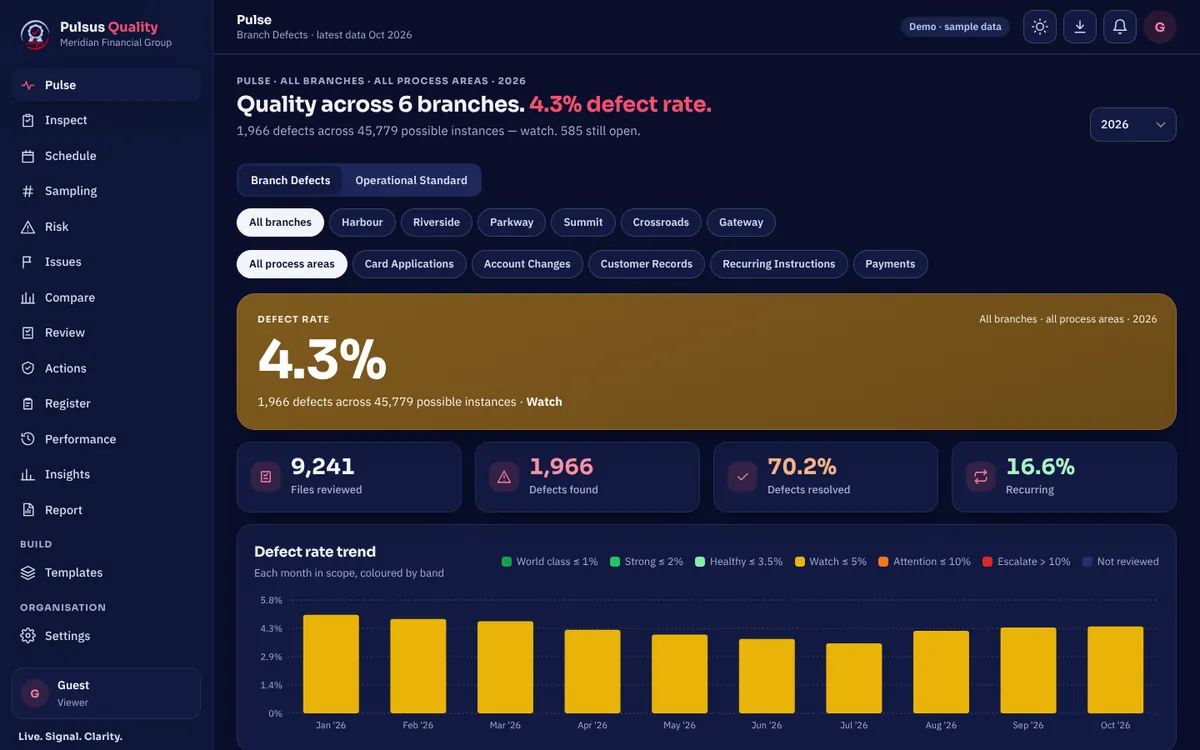 Pulsus Quality
Meridian Financial Group
Pulse
Inspect
Schedule
Sampling
Risk
Issues
Compare
Review
Actions
Register
Performance
Insights
Report
BUILD
Templates
ORGANISATION
Settings
G
Guest
Viewer
Live. Signal. Clarity.
Pulse
Branch Defects · latest data Oct 2026
Demo · sample data
G
PULSE · ALL BRANCHES · ALL PROCESS AREAS · 2026
Quality across 6 branches. 4.3% defect rate.
1,966 defects across 45,779 possible instances — watch. 585 still open.
2026
Branch Defects Operational Standard
All branches Harbour Riverside Parkway Summit Crossroads Gateway
All process areas Card Applications Account Changes Customer Records Recurring Instructions Payments
DEFECT RATE
All branches · all process areas · 2026
4.3%
1,966 defects across 45,779 possible instances · Watch
9,241
Files reviewed
1,966
Defects found
70.2%
Defects resolved
16.6%
Recurring
Defect rate trend
Each month in scope, coloured by band
World class ≤ 1% Strong ≤ 2% Healthy ≤ 3.5% Watch ≤ 5% Attention ≤ 10% Escalate > 10% Not reviewed
5.8%
4.3%
2.9%
1.4%
0%
Jan '26 Feb '26 Mar '26 Apr '26 May '26 Jun '26 Jul '26 Aug '26 Sep '26 Oct '26